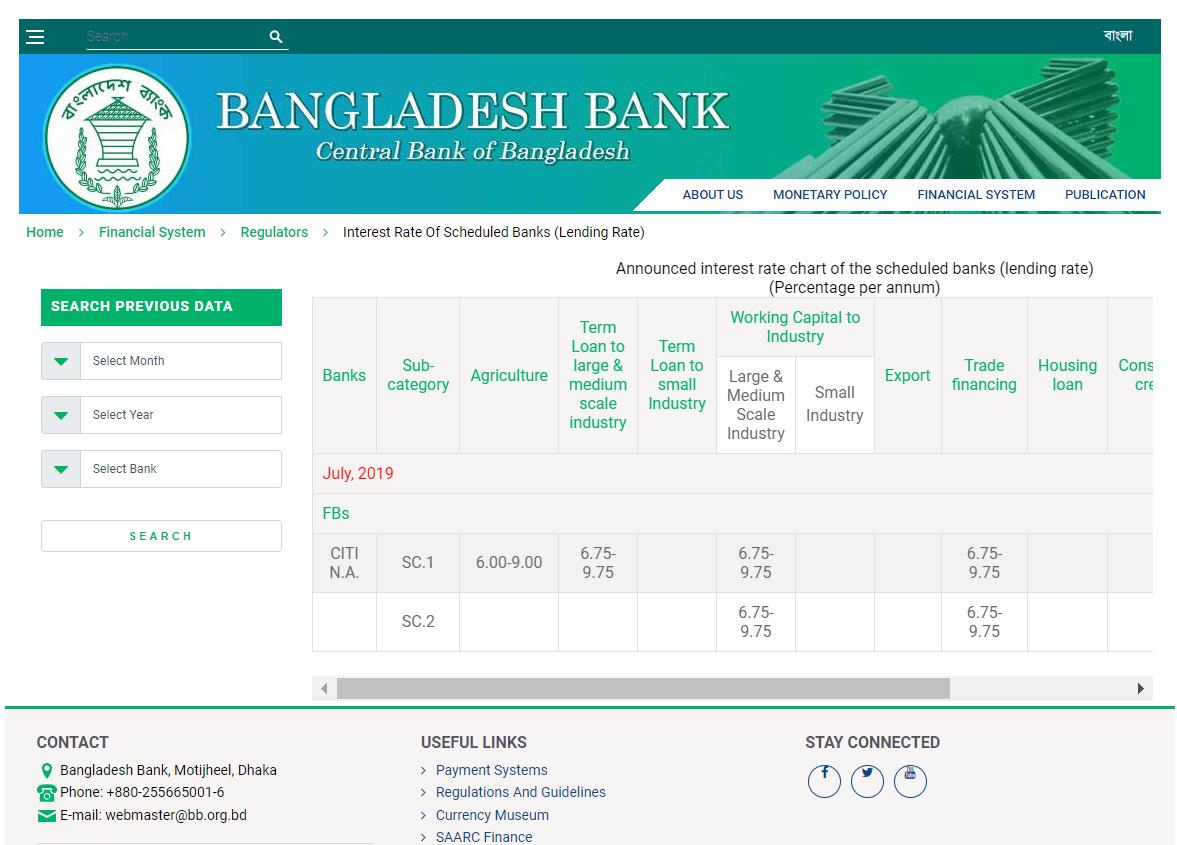 Search
বাংলা
বাংলাদেশ ব্যাংক
BANGLADESH BANK
Central Bank of Bangladesh
ABOUT US MONETARY POLICY FINANCIAL SYSTEM PUBLICATION
Home > Financial System > Regulators > Interest Rate Of Scheduled Banks (Lending Rate)
SEARCH PREVIOUS DATA
Select Month
Select Year
Select Bank
SEARCH
Announced interest rate chart of the scheduled banks (lending rate)
(Percentage per annum)
Banks
Sub-
category
Agriculture
Term
Loan to
large &
medium
scale
industry
Term
Loan to
small
Industry
Working Capital to
Industry
Large &
Medium
Scale
Industry
Small
Industry
Export
Trade
financing
Housing
loan
Cons
cre
July, 2019
FBs
CITI
N.A.
SC.1
6.00-9.00
6.75-
9.75
6.75-
9.75
6.75-
9.75
SC.2
6.75-
9.75
6.75-
9.75
CONTACT
Bangladesh Bank, Motijheel, Dhaka
Phone: +880-255665001-6
E-mail: webmaster@bb.org.bd
USEFUL LINKS
> Payment Systems
> Regulations And Guidelines
> Currency Museum
> SAARC Finance
STAY CONNECTED